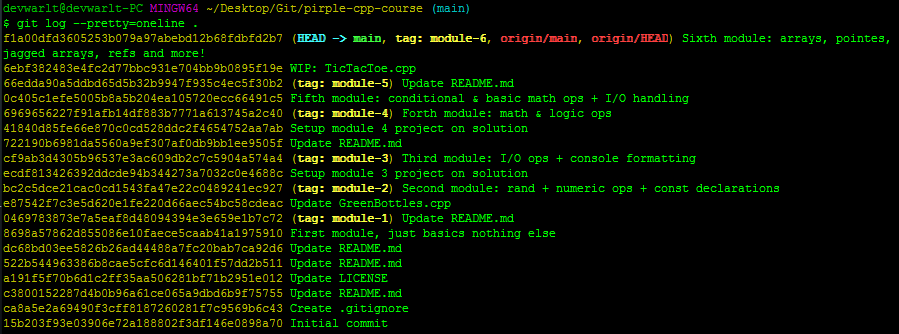 devwarlt@devwarlt-PC MINGW64 ~/Desktop/Git/pirple-cpp-course (main)
$ git log --pretty=oneline .
f1a00dfd3605253b079a97abebd12b68fdbfd2b7 (HEAD -> main, tag: module-6, origin/main, origin/HEAD) Sixth module: arrays, pointes,
jagged arrays, refs and more!
6ebf382483e4fc2d77bbc931e704bb9b0895f19e WIP: TicTacToe.cpp
66edda90a5ddbd65d5b32b9947f935c4ec5f30b2 (tag: module-5) Update README.md
0c405c1efe5005b8a5b204ea105720ecc66491c5 Fifth module: conditional & basic math ops + I/O handling
6969656227f91afb14df883b7771a613745a2c40 (tag: module-4) Forth module: math & logic ops
41840d85fe66e870c0cd528ddc2f4654752aa7ab Setup module 4 project on solution
722190b6981da5560a9ef307af0db9bb1ee9505f Update README.md
cf9ab3d4305b96537e3ac609db2c7c5904a574a4 (tag: module-3) Third module: I/O ops + console formatting
ecdf813426392ddcde94b344273a7032c0e4688c Setup module 3 project on solution
bc2c5dce21cac0cd1543fa47e22c0489241ec927 (tag: module-2) Second module: rand + numeric ops + const declarations
e87542f7c3e5d620e1fe220d66aec54bc58cdeac Update GreenBottles.cpp
0469783873e7a5eaf8d48094394e3e659e1b7c72 (tag: module-1) Update README.md
8698a57862d855086e10faece5caab41a1975910 First module, just basics nothing else
dc68bd03ee5826b26ad44488a7fc20bab7ca92d6 Update README.md
522b544963386b8cae5cfc6d146401f57dd2b511 Update README.md
a191f5f70b6d1c2ff35aa506281bf71b2951e012 Update LICENSE
c3800152287d4b0b96a61ce065a9dbd6b9f75755 Update README.md
ca8a5e2a69490f3cff8187260281f7c9569b6c43 Create .gitignore
15b203f93e03906e72a188802f3df146e0898a70 Initial commit